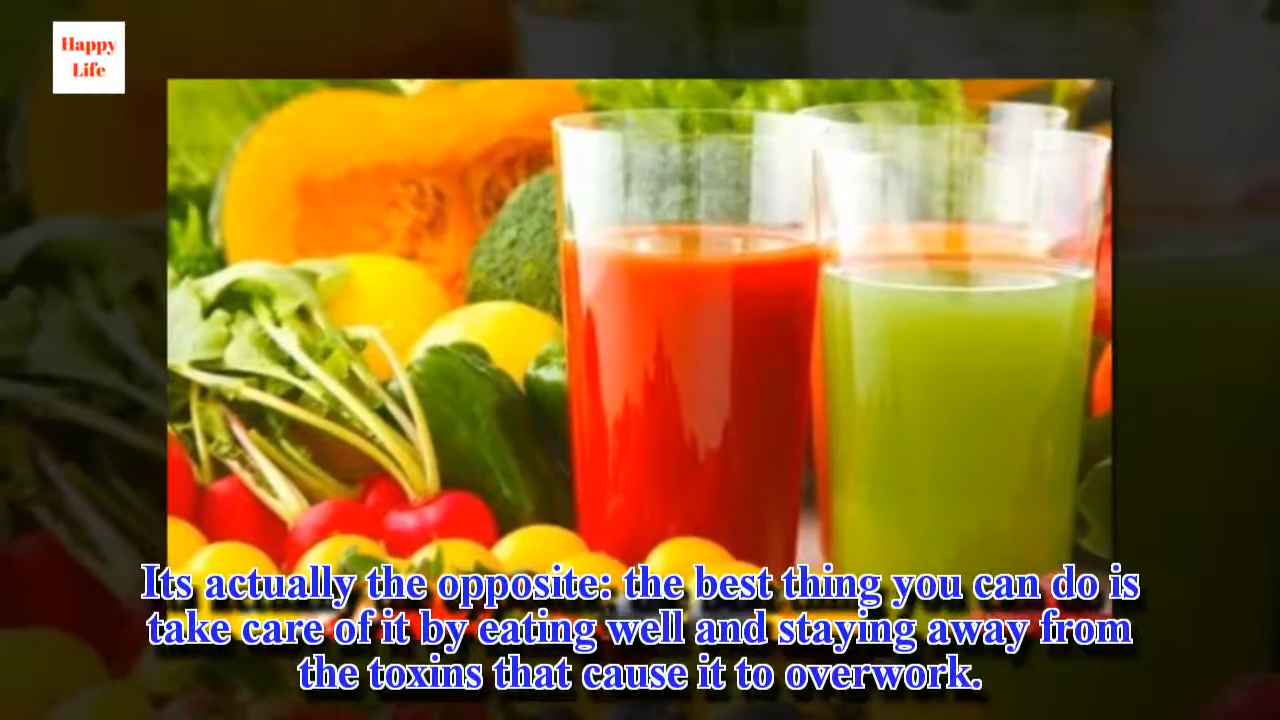 Happy
Life
Its actually the opposite: the best thing you can do is
take care of it by eating well and staying away from
the toxins that cause it to overwork.